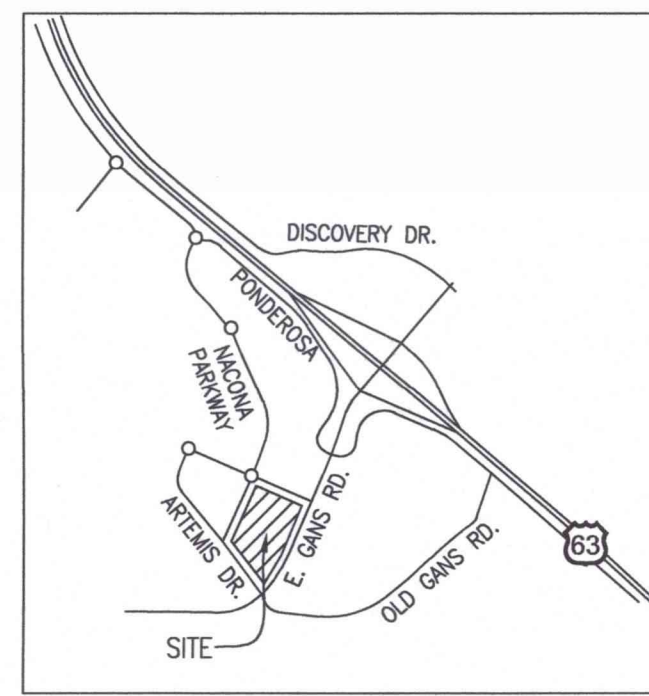 DISCOVERY DR.
PONDEROSA
NACONA
PARKWAY
ARTEMIS DR.
E. GANS RD.
OLD GANS RD.
63
SITE